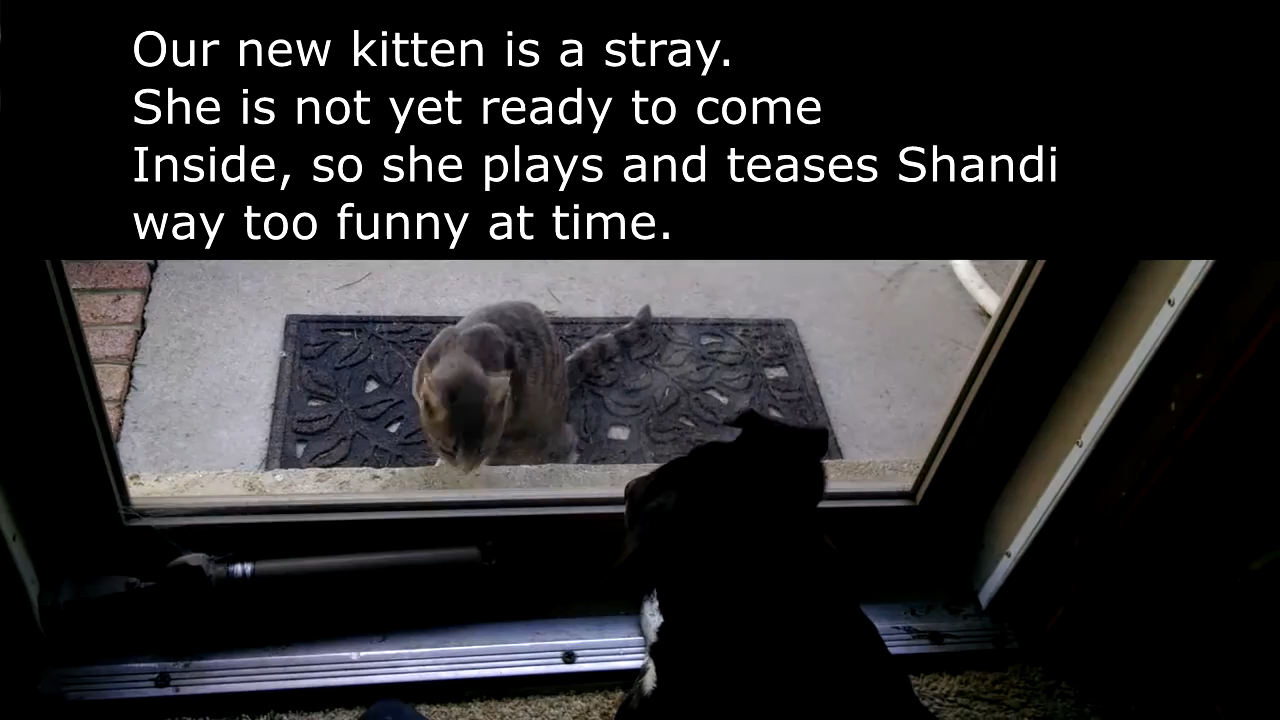 Our new kitten is a stray.
She is not yet ready to come
Inside, so she plays and teases Shandi
way too funny at time.